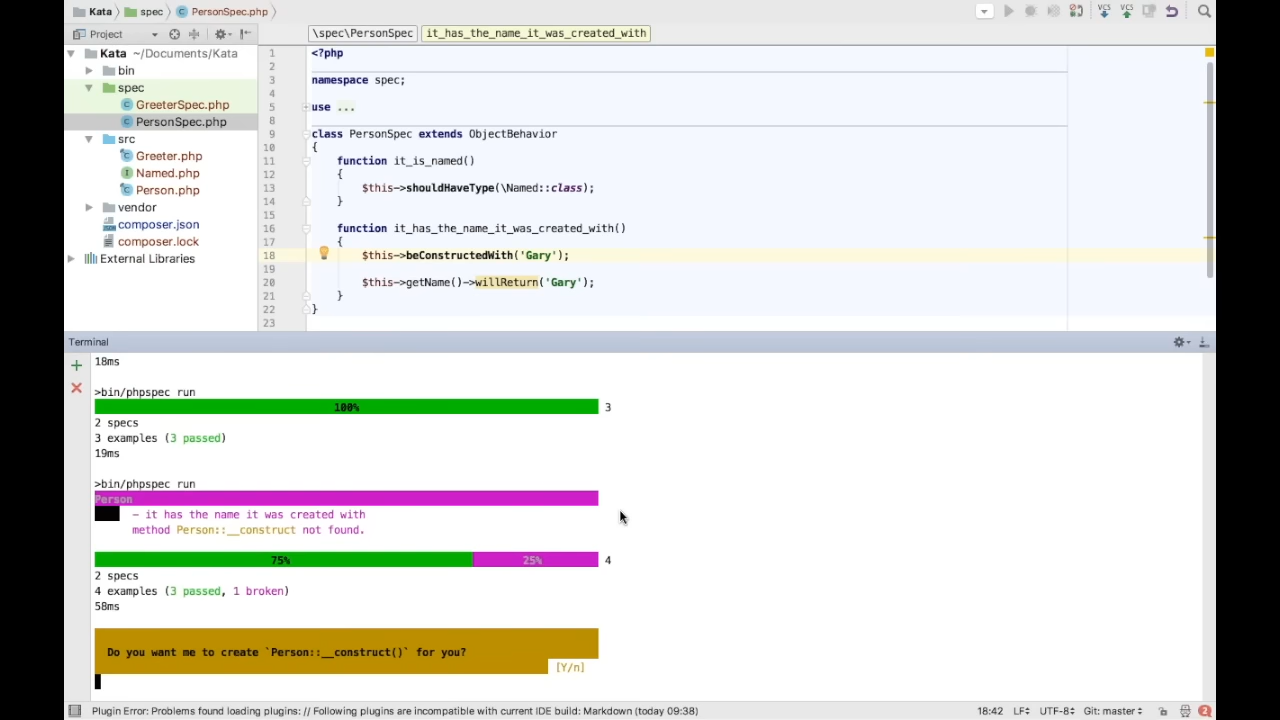 Kata spec PersonSpec.php
Project
\spec\PersonSpec it_has_the_name_it_was_created_with
Kata ~/Documents/Kata
bin
spec
GreeterSpec.php
PersonSpec.php
src
Greeter.php
Named.php
Person.php
vendor
composer.json
composer.lock
External Libraries
1 <?php
2
3 namespace spec;
4
5 use ...
8
9 class PersonSpec extends ObjectBehavior
10 {
11 function it_is_named()
12 {
13 $this->shouldHaveType(\Named::class);
14 }
15
16 function it_has_the_name_it_was_created_with()
17 {
18 $this->beConstructedWith('Gary');
19
20 $this->getName()->willReturn('Gary');
21 }
22 }
23
Terminal
18ms
>bin/phpspec run
100% 3
2 specs
3 examples (3 passed)
19ms
>bin/phpspec run
Person
- it has the name it was created with
method Person::__construct not found.
75% 25% 4
2 specs
4 examples (3 passed, 1 broken)
58ms
Do you want me to create `Person::__construct()` for you?
[Y/n]
Plugin Error: Problems found loading plugins: // Following plugins are incompatible with current IDE build: Markdown (today 09:38) 18:42 LF UTF-8 Git: master 2